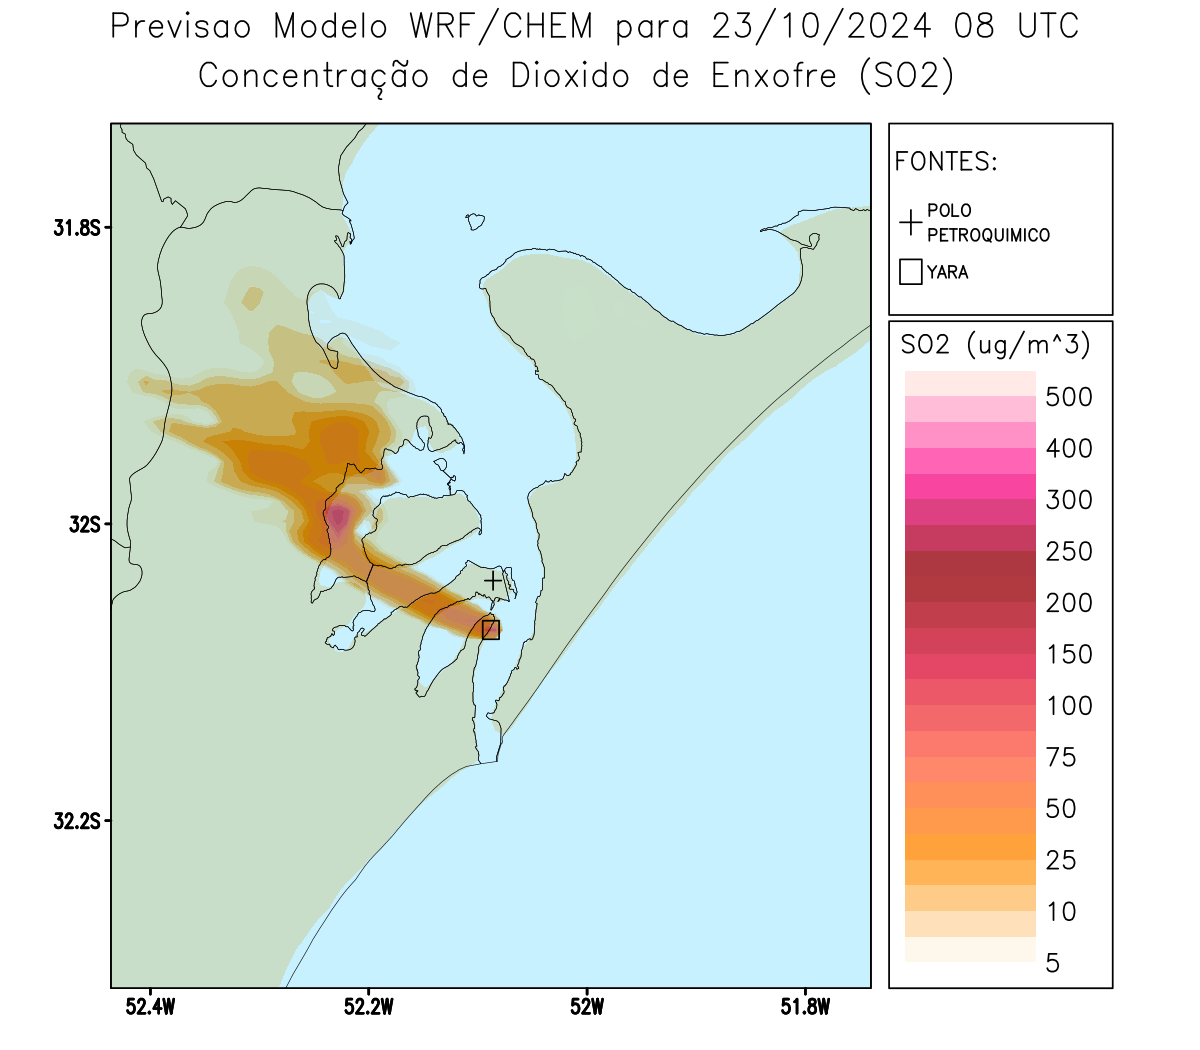 Previsao Modelo WRF/CHEM para 23/10/2024 08 UTC
Concentração de Dioxido de Enxofre (SO2)
FONTES:
POLO
PETROQUIMICO
YARA
31.8S
32S
32.2S
52.4W
52.2W
52W
51.8W
SO2 (ug/m^3)
500
400
300
250
200
150
100
75
50
25
10
5